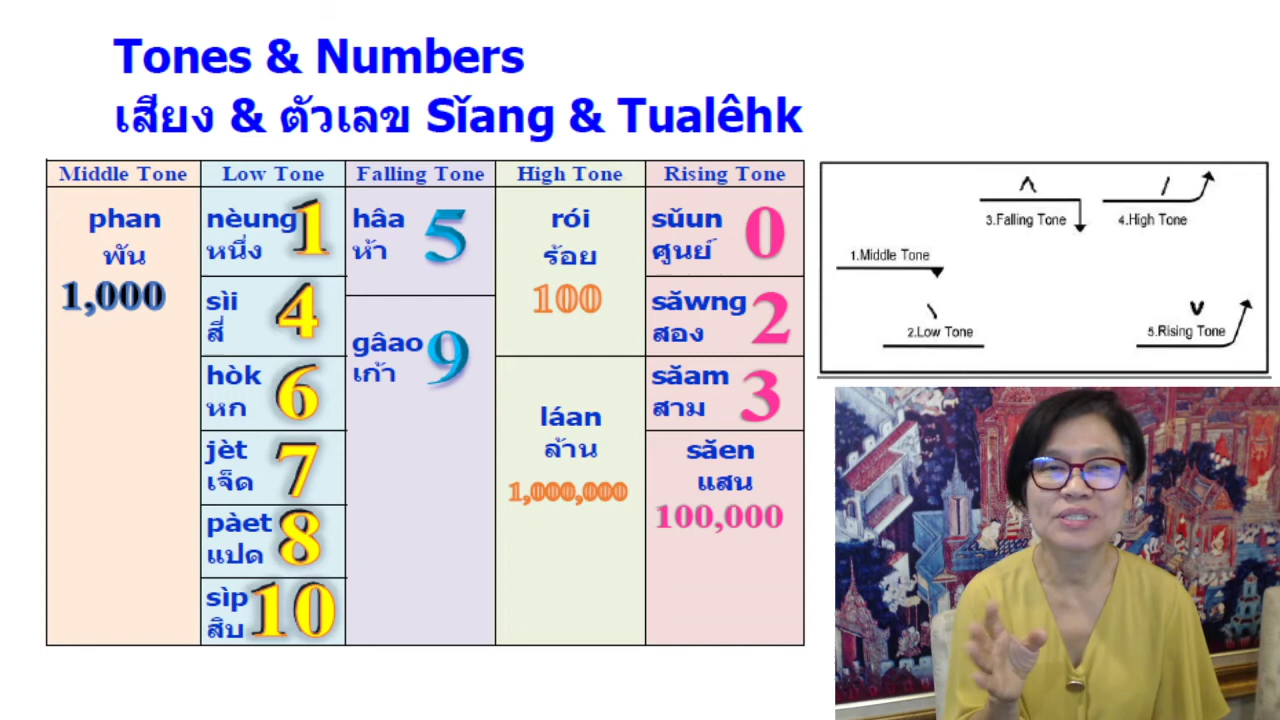 Tones & Numbers
เสียง & ตัวเลข Sǐang & Tualêhk
Middle Tone
phan
พัน
1,000
Low Tone
nèung
หนึ่ง
1
sìi
สี่
4
hòk
หก
6
jèt
เจ็ด
7
pàet
แปด
8
sìp
สิบ
10
Falling Tone
hâa
ห้า
5
gâao
เก้า
9
High Tone
rói
ร้อย
100
láan
ล้าน
1,000,000
Rising Tone
sǔun
ศูนย์
0
sǎwng
สอง
2
sǎam
สาม
3
sǎen
แสน
100,000
3.Falling Tone
4.High Tone
1.Middle Tone
2.Low Tone
5.Rising Tone